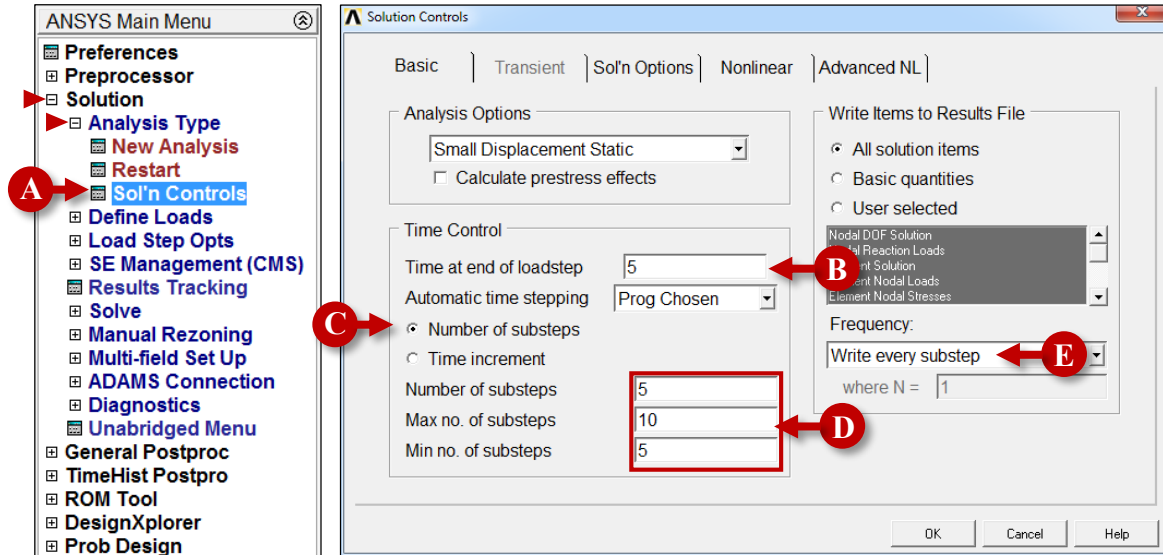 ANSYS Main Menu
Preferences
Preprocessor
Solution
Analysis Type
New Analysis
Restart
A
Sol'n Controls
Define Loads
Load Step Opts
SE Management (CMS)
Results Tracking
Solve
Manual Rezoning
Multi-field Set Up
ADAMS Connection
Diagnostics
Unabridged Menu
General Postproc
TimeHist Postpro
ROM Tool
DesignXplorer
Prob Design
Solution Controls
Basic Transient Sol'n Options Nonlinear Advanced NL
Analysis Options
Small Displacement Static
Calculate prestress effects
Time Control
Time at end of loadstep 5
B
Automatic time stepping Prog Chosen
C
Number of substeps
Time increment
Number of substeps 5
Max no. of substeps 10
D
Min no. of substeps 5
Write Items to Results File
All solution items
Basic quantities
User selected
Nodal DOF Solution
Reaction Loads
Solution
Nodal Loads
Element Nodal Stresses
Frequency:
Write every substep
E
where N = 1
OK Cancel Help